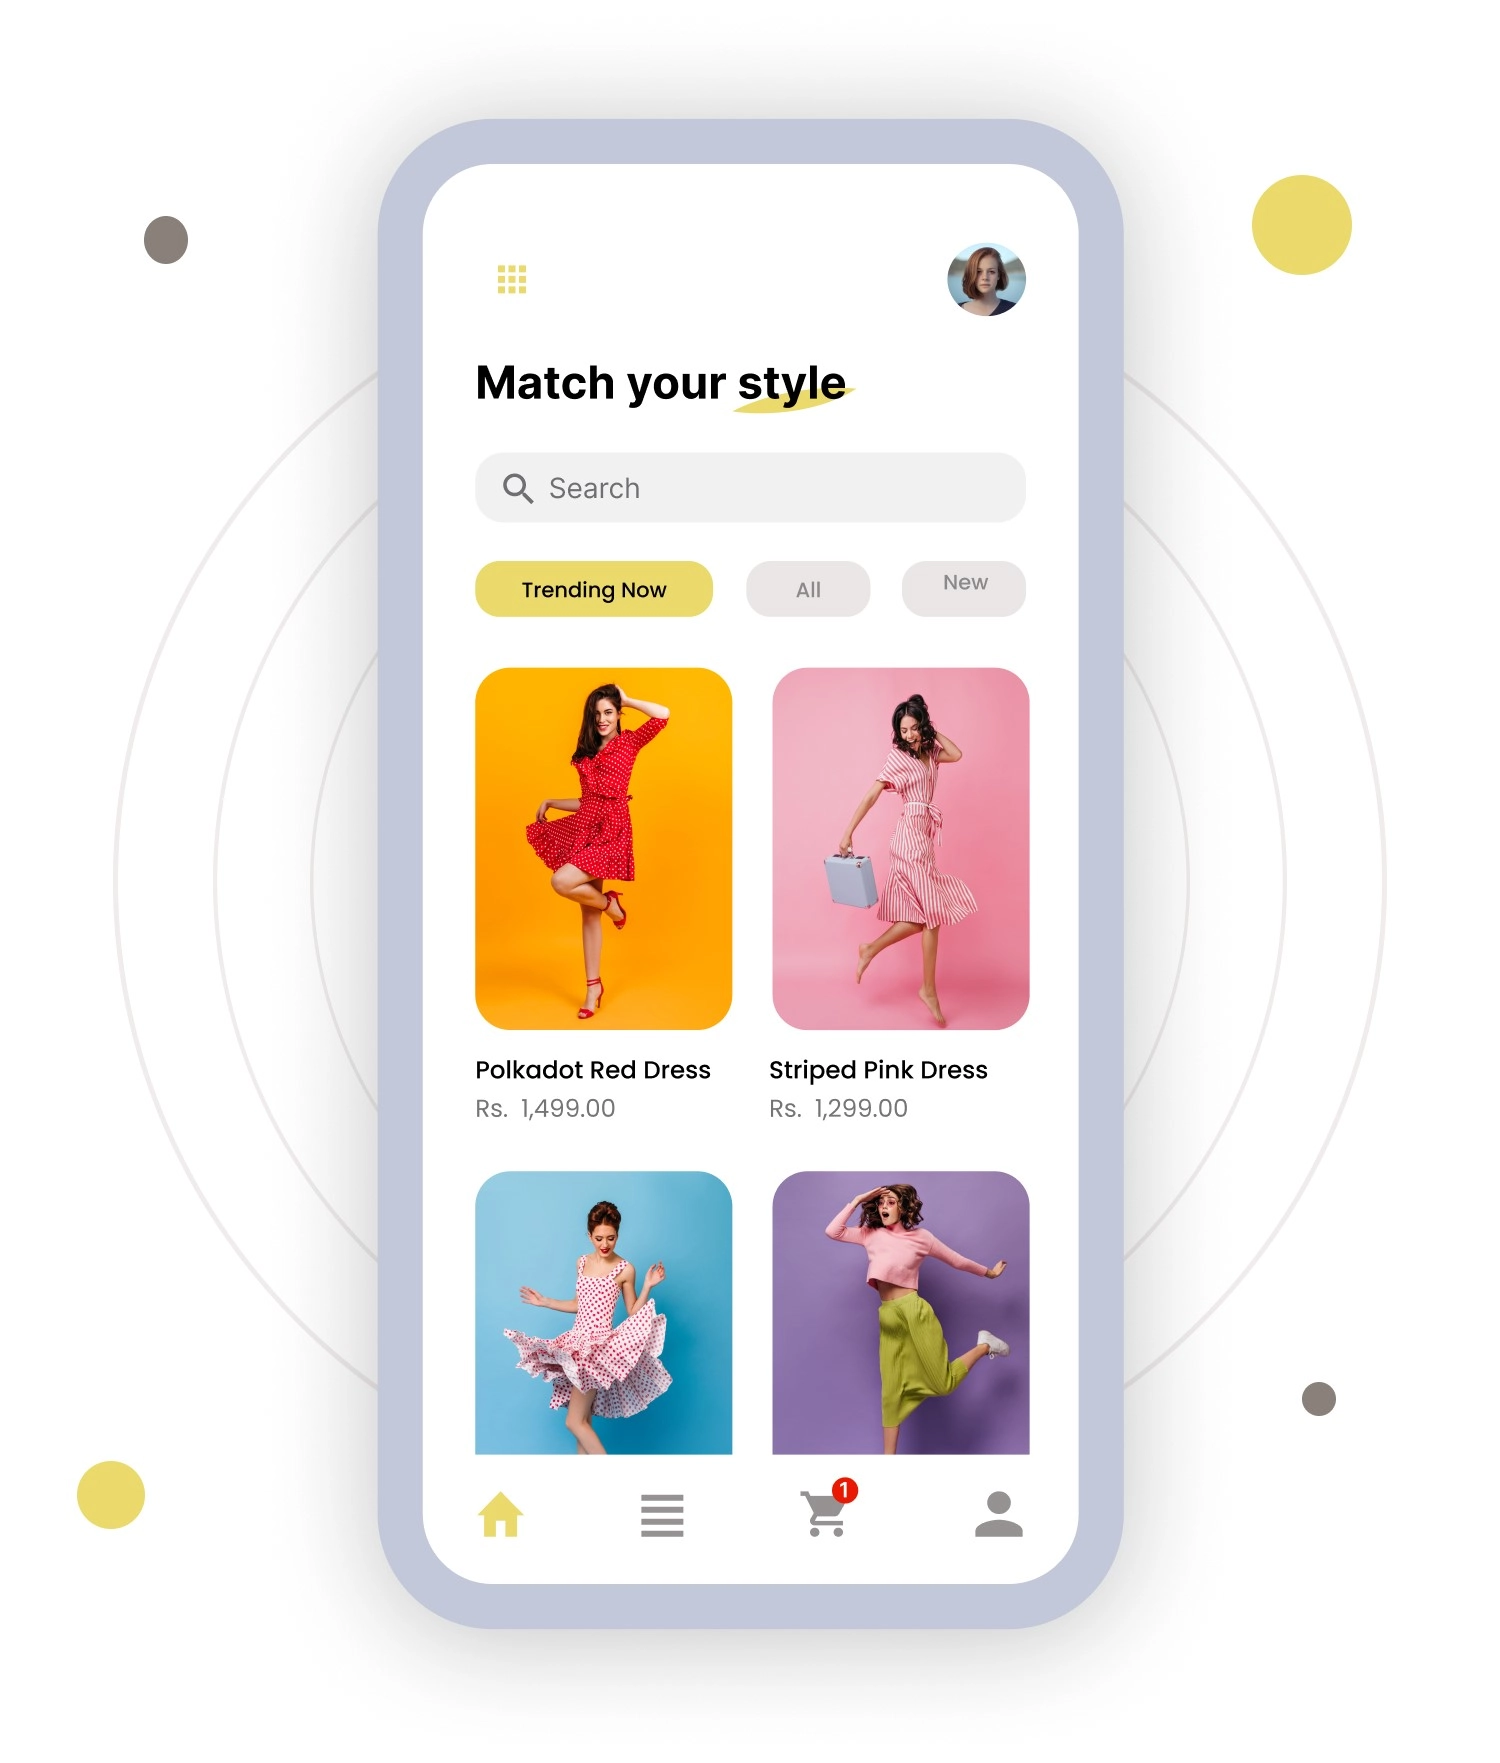 Match your style
Search
Trending Now
All
New
Polkadot Red Dress
Striped Pink Dress
Rs. 1,499.00
Rs. 1,299.00
1